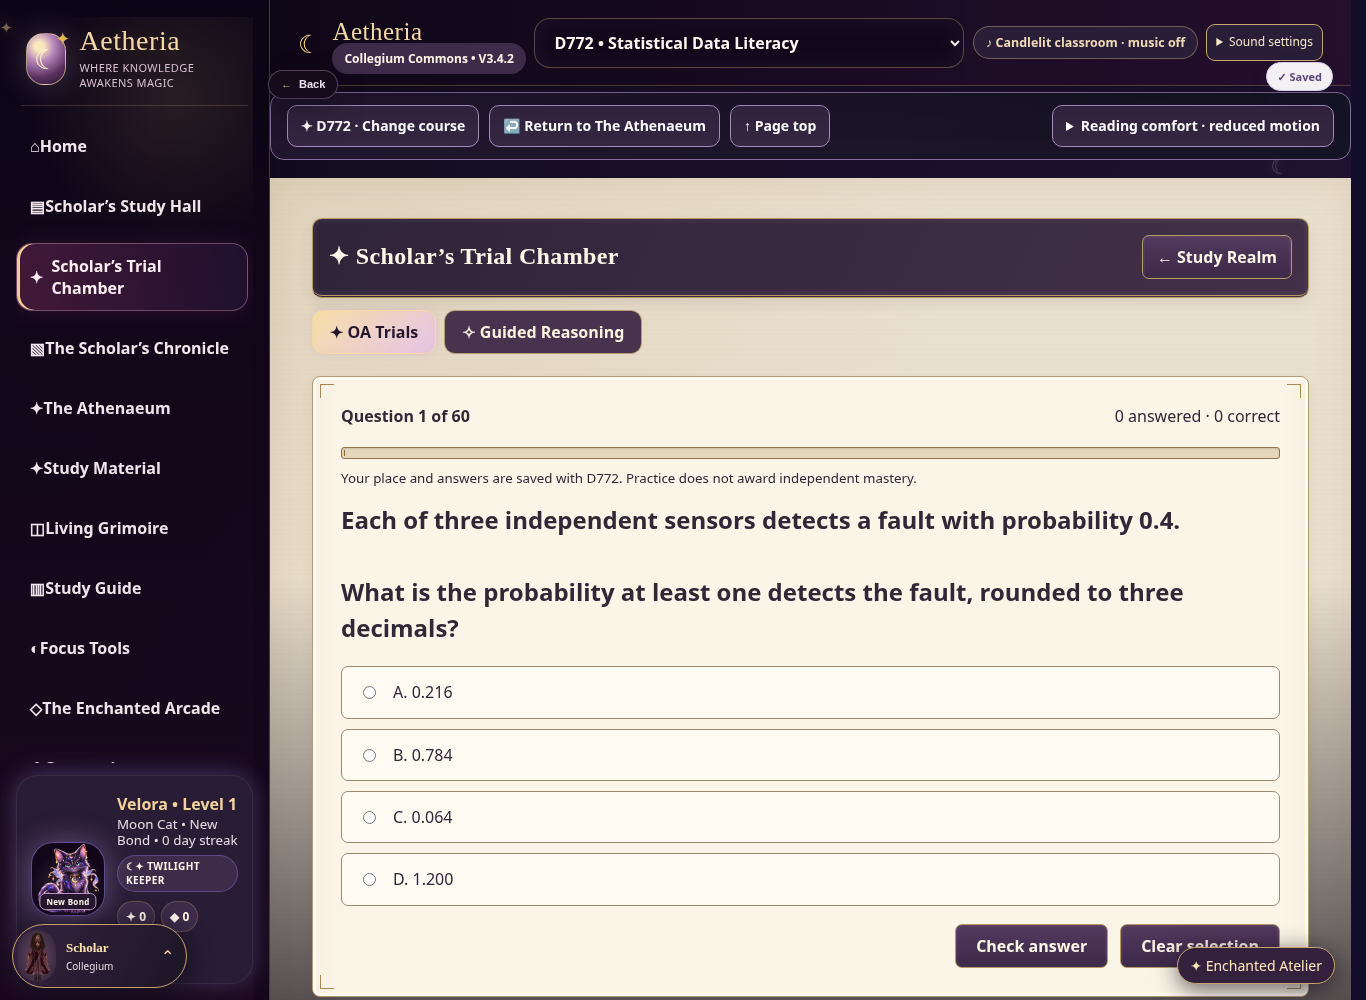 Aetheria
WHERE KNOWLEDGE
AWAKENS MAGIC
Home
Scholar’s Study Hall
Scholar’s Trial
Chamber
The Scholar’s Chronicle
The Athenaeum
Study Material
Living Grimoire
Study Guide
Focus Tools
The Enchanted Arcade
Velora • Level 1
Moon Cat • New
Bond • 0 day streak
☾ ✦ TWILIGHT
KEEPER
New Bond
✦ 0
◆ 0
Scholar
Collegium
Aetheria
Collegium Commons • V3.4.2
D772 • Statistical Data Literacy
♪ Candlelit classroom · music off
Sound settings
✓ Saved
← Back
✦ D772 · Change course
↩ Return to The Athenaeum
↑ Page top
Reading comfort · reduced motion
✦ Scholar’s Trial Chamber
← Study Realm
✦ OA Trials
✧ Guided Reasoning
Question 1 of 60
0 answered · 0 correct
Your place and answers are saved with D772. Practice does not award independent mastery.
Each of three independent sensors detects a fault with probability 0.4.
What is the probability at least one detects the fault, rounded to three
decimals?
A. 0.216
B. 0.784
C. 0.064
D. 1.200
Check answer
Clear selection
✦ Enchanted Atelier